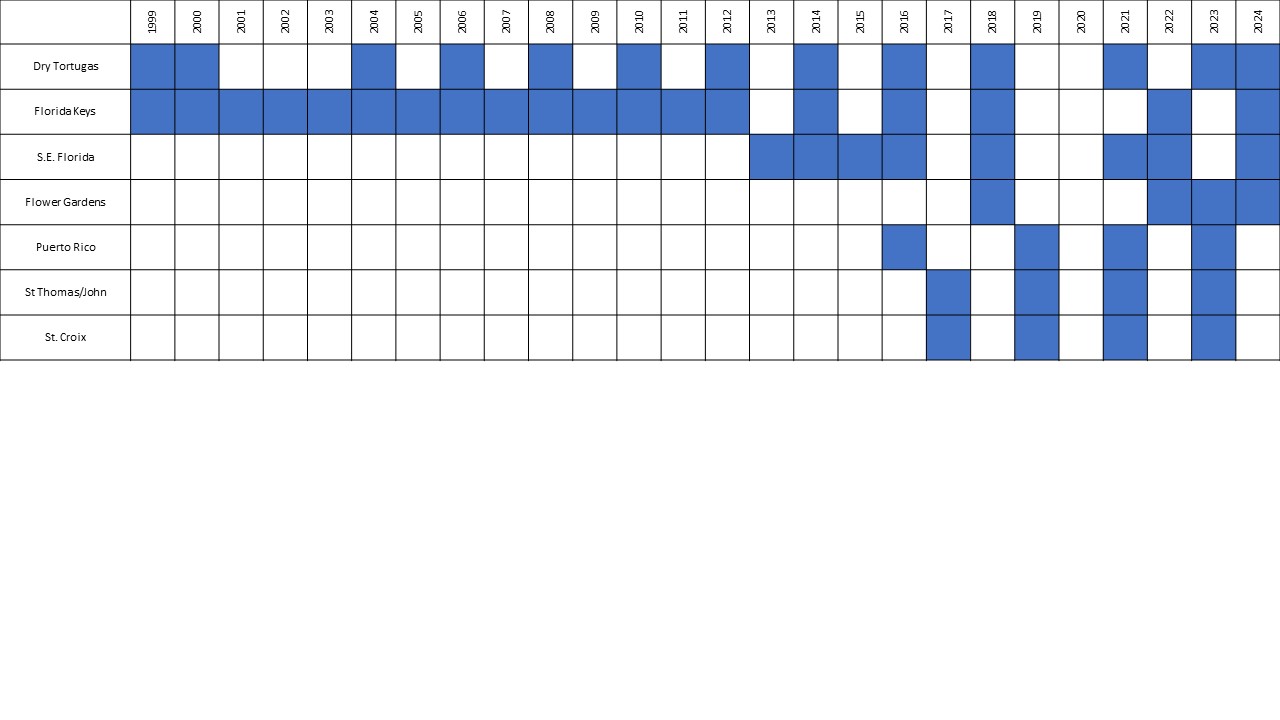 1999 2000 2001 2002 2003 2004 2005 2006 2007 2008 2009 2010 2011 2012 2013 2014 2015 2016 2017 2018 2019 2020 2021 2022 2023 2024
Dry Tortugas
Florida Keys
S.E. Florida
Flower Gardens
Puerto Rico
St Thomas/John
St. Croix